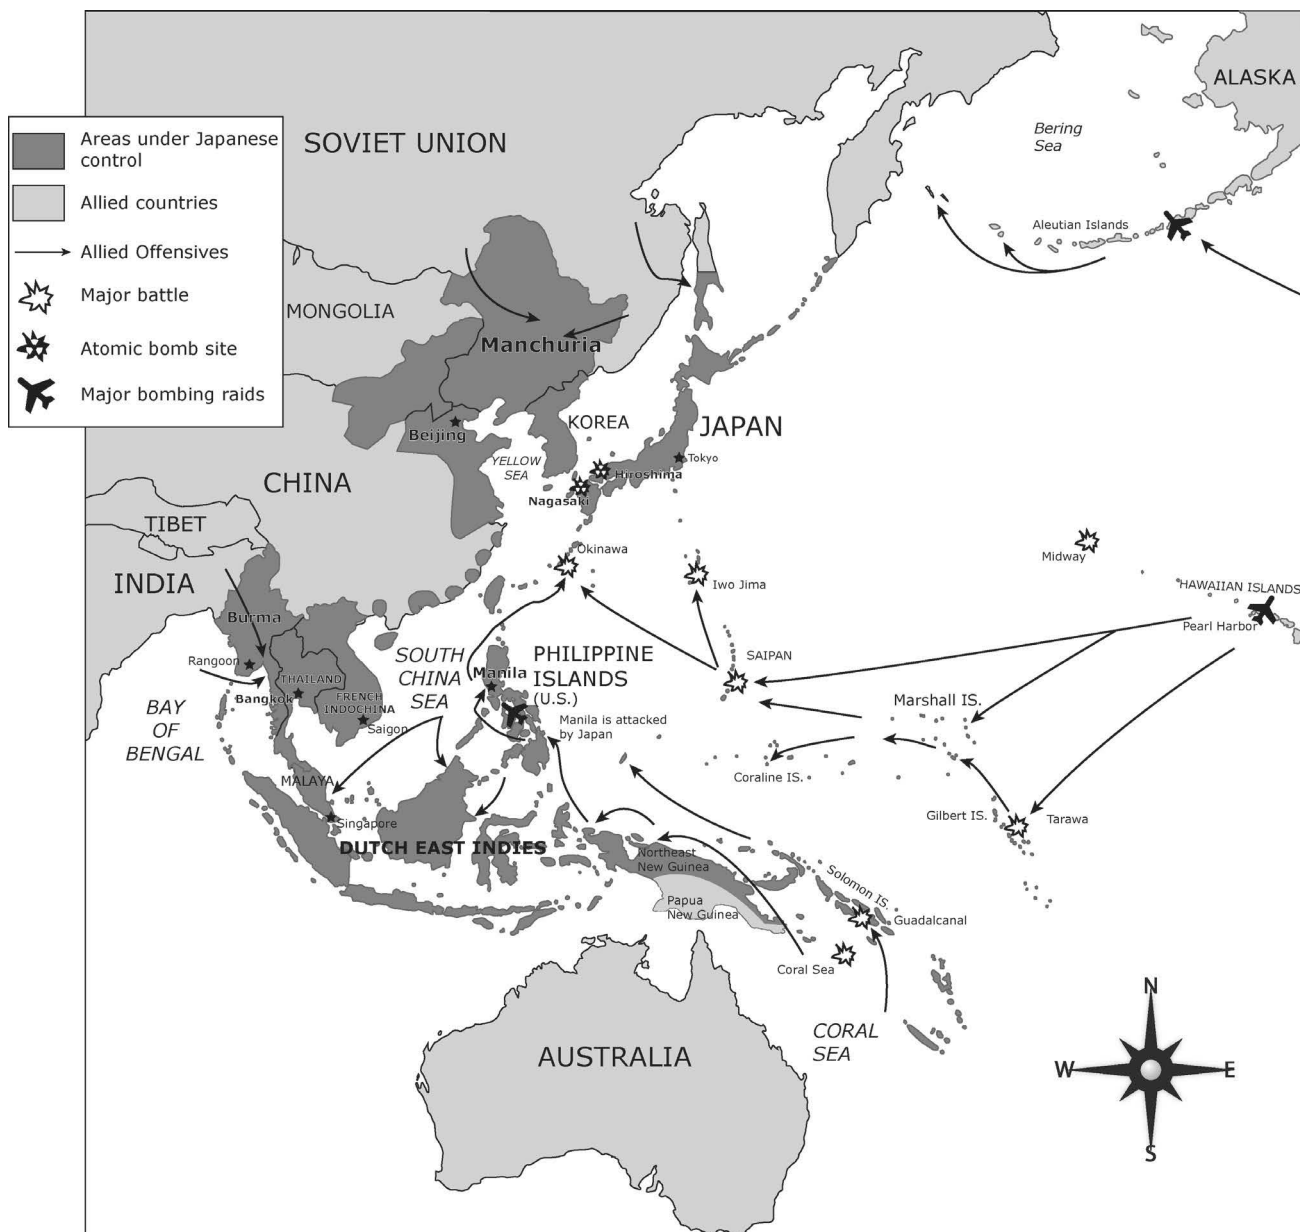 ALASKA
Bering
Sea
SOVIET UNION
Areas under Japanese
control
Allied countries
Allied Offensives
Major battle
Atomic bomb site
Major bombing raids
Aleutian Islands
MONGOLIA
Manchuria
KOREA
JAPAN
Beijing
YELLOW
SEA
Tokyo
Hiroshima
Nagasaki
CHINA
TIBET
INDIA
Okinawa
Iwo Jima
Midway
HAWAIIAN ISLANDS
Pearl Harbor
Burma
Rangoon
THAILAND
Bangkok
FRENCH
INDOCHINA
Saigon
SOUTH
CHINA
SEA
Manila
PHILIPPINE
ISLANDS
(U.S.)
Manila is attacked
by Japan
SAIPAN
Marshall IS.
BAY
OF
BENGAL
MALAYA
Coraline IS.
Gilbert IS.
Tarawa
Singapore
DUTCH EAST INDIES
Northeast
New Guinea
Papua
New Guinea
Solomon IS.
Guadalcanal
Coral Sea
CORAL
SEA
AUSTRALIA
N
W
E
S